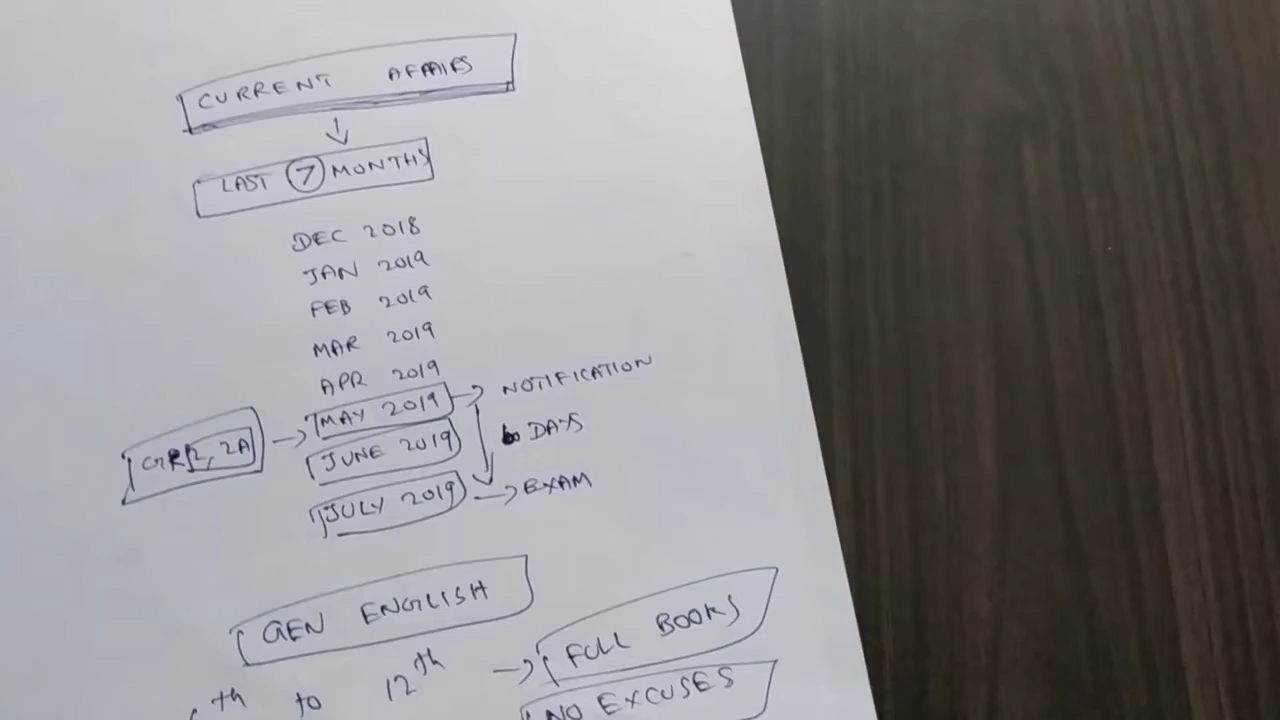 CURRENT AFFAIRS
LAST 7 MONTHS
DEC 2018
JAN 2019
FEB 2019
MAR 2019
APR 2019
MAY 2019 → NOTIFICATION
GR 2, 2A → JUNE 2019 DAYS
JULY 2019 → EXAM
GEN ENGLISH
th to 12th → FULL BOOKS
NO EXCUSES